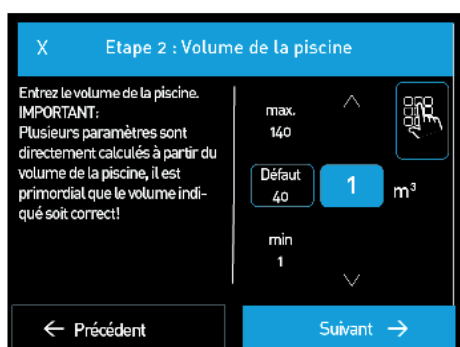 X Etape 2 : Volume de la piscine
Entrez le volume de la piscine.
IMPORTANT:
Plusieurs paramètres sont
directement calculés à partir du
volume de la piscine, il est
primordial que le volume indi-
qué soit correct!
max.
140
Défaut
40
1 m³
min
1
← Précédent
Suivant →